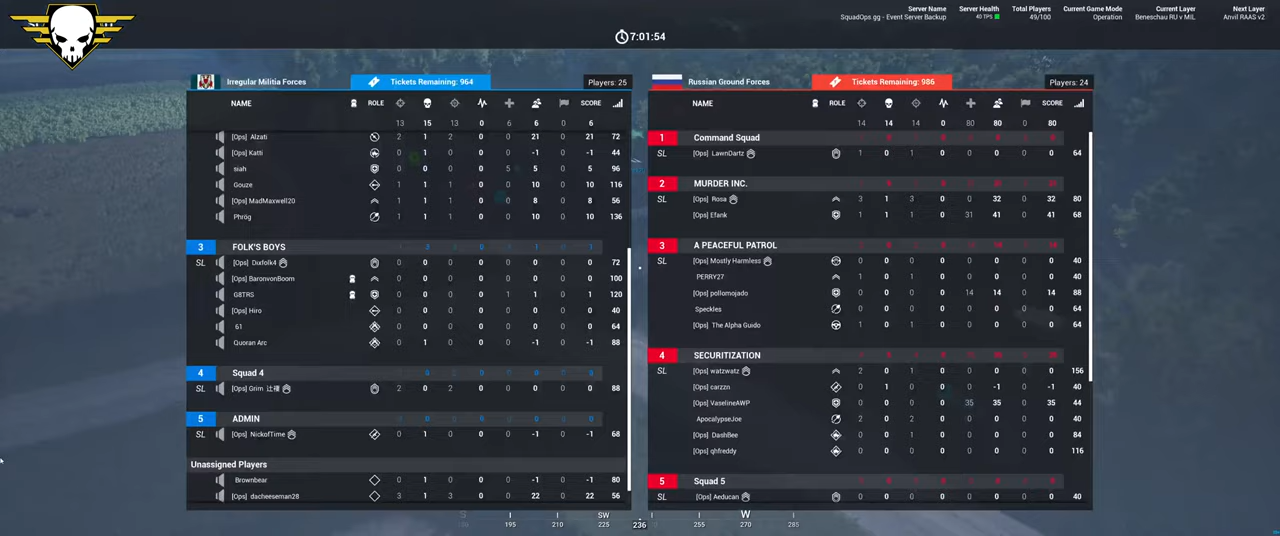 Server Name Server Health Total Players Current Game Mode Current Layer Next Layer
SquadOps.gg - Event Server Backup 40 TPS 49/100 Operation Beneschau RU v MIL Anvil RAAS v2
7:01:54
Irregular Militia Forces Tickets Remaining: 964 Players: 25
NAME ROLE SCORE
13 15 13 0 6 6 6
[Ops] Alzati 2 1 2 0 0 21 0 21 72
[Ops] Katti 0 1 0 0 0 -1 0 -1 44
siah 0 0 0 0 5 5 0 5 96
Gouze 1 1 1 0 0 10 0 10 116
[Ops] MadMaxwell20 1 1 1 0 0 8 0 8 56
Phróg 1 1 1 0 0 10 0 10 136
3 FOLK'S BOYS
SL [Ops] Dixfolk4 0 0 0 0 0 0 0 0 72
[Ops] BaronvonBoom 0 0 0 0 0 0 0 0 100
G8TRS 0 0 0 0 1 1 0 1 120
[Ops] Hiro 0 0 0 0 0 0 0 0 40
61 0 0 0 0 0 0 0 0 64
Quoran Arc 0 1 0 0 0 -1 0 -1 88
4 Squad 4
SL [Ops] Grim 2 0 2 0 0 0 0 0 88
5 ADMIN
SL [Ops] NickofTime 0 1 0 0 0 -1 0 -1 68
Unassigned Players
Brownbear 0 1 0 0 0 -1 0 -1 80
[Ops] dacheeseman28 3 1 3 0 0 22 0 22 56
Russian Ground Forces Tickets Remaining: 986 Players: 24
NAME ROLE SCORE
14 14 14 0 80 80 0 80
1 Command Squad
SL [Ops] LawnDartz 1 0 1 0 0 0 0 0 64
2 MURDER INC.
SL [Ops] Rosa 3 1 3 0 0 32 0 32 80
[Ops] Efank 1 1 1 0 31 41 0 41 68
3 A PEACEFUL PATROL
SL [Ops] Mostly Harmless 0 0 0 0 0 0 0 0 40
PERRY27 1 0 1 0 0 0 0 0 40
[Ops] pollomojado 0 0 0 0 14 14 0 14 88
Speckles 0 0 0 0 0 0 0 0 64
[Ops] The Alpha Guido 1 0 1 0 0 0 0 0 64
4 SECURITIZATION
SL [Ops] watzwatz 2 0 1 0 0 0 0 0 156
[Ops] carzzn 0 1 0 0 0 -1 0 -1 40
[Ops] VaselineAWP 0 0 0 0 35 35 0 35 44
ApocalypseJoe 2 0 2 0 0 0 0 0 40
[Ops] DashBee 0 0 1 0 0 0 0 0 84
[Ops] qhfreddy 0 0 0 0 0 0 0 0 116
5 Squad 5
SL [Ops] Aeducan 0 0 0 0 0 0 0 0 40
S SW W
180 195 210 225 236 255 270 285